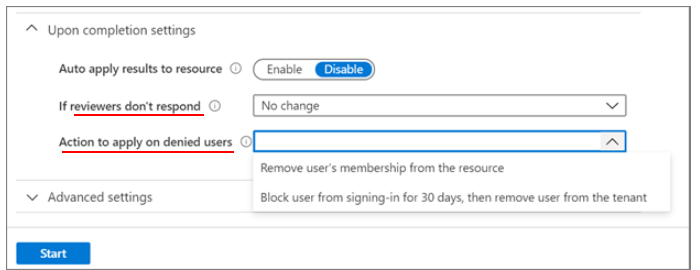 Upon completion settings
Auto apply results to resource Enable Disable
If reviewers don't respond No change
Action to apply on denied users
Remove user's membership from the resource
Block user from signing-in for 30 days, then remove user from the tenant
Advanced settings
Start